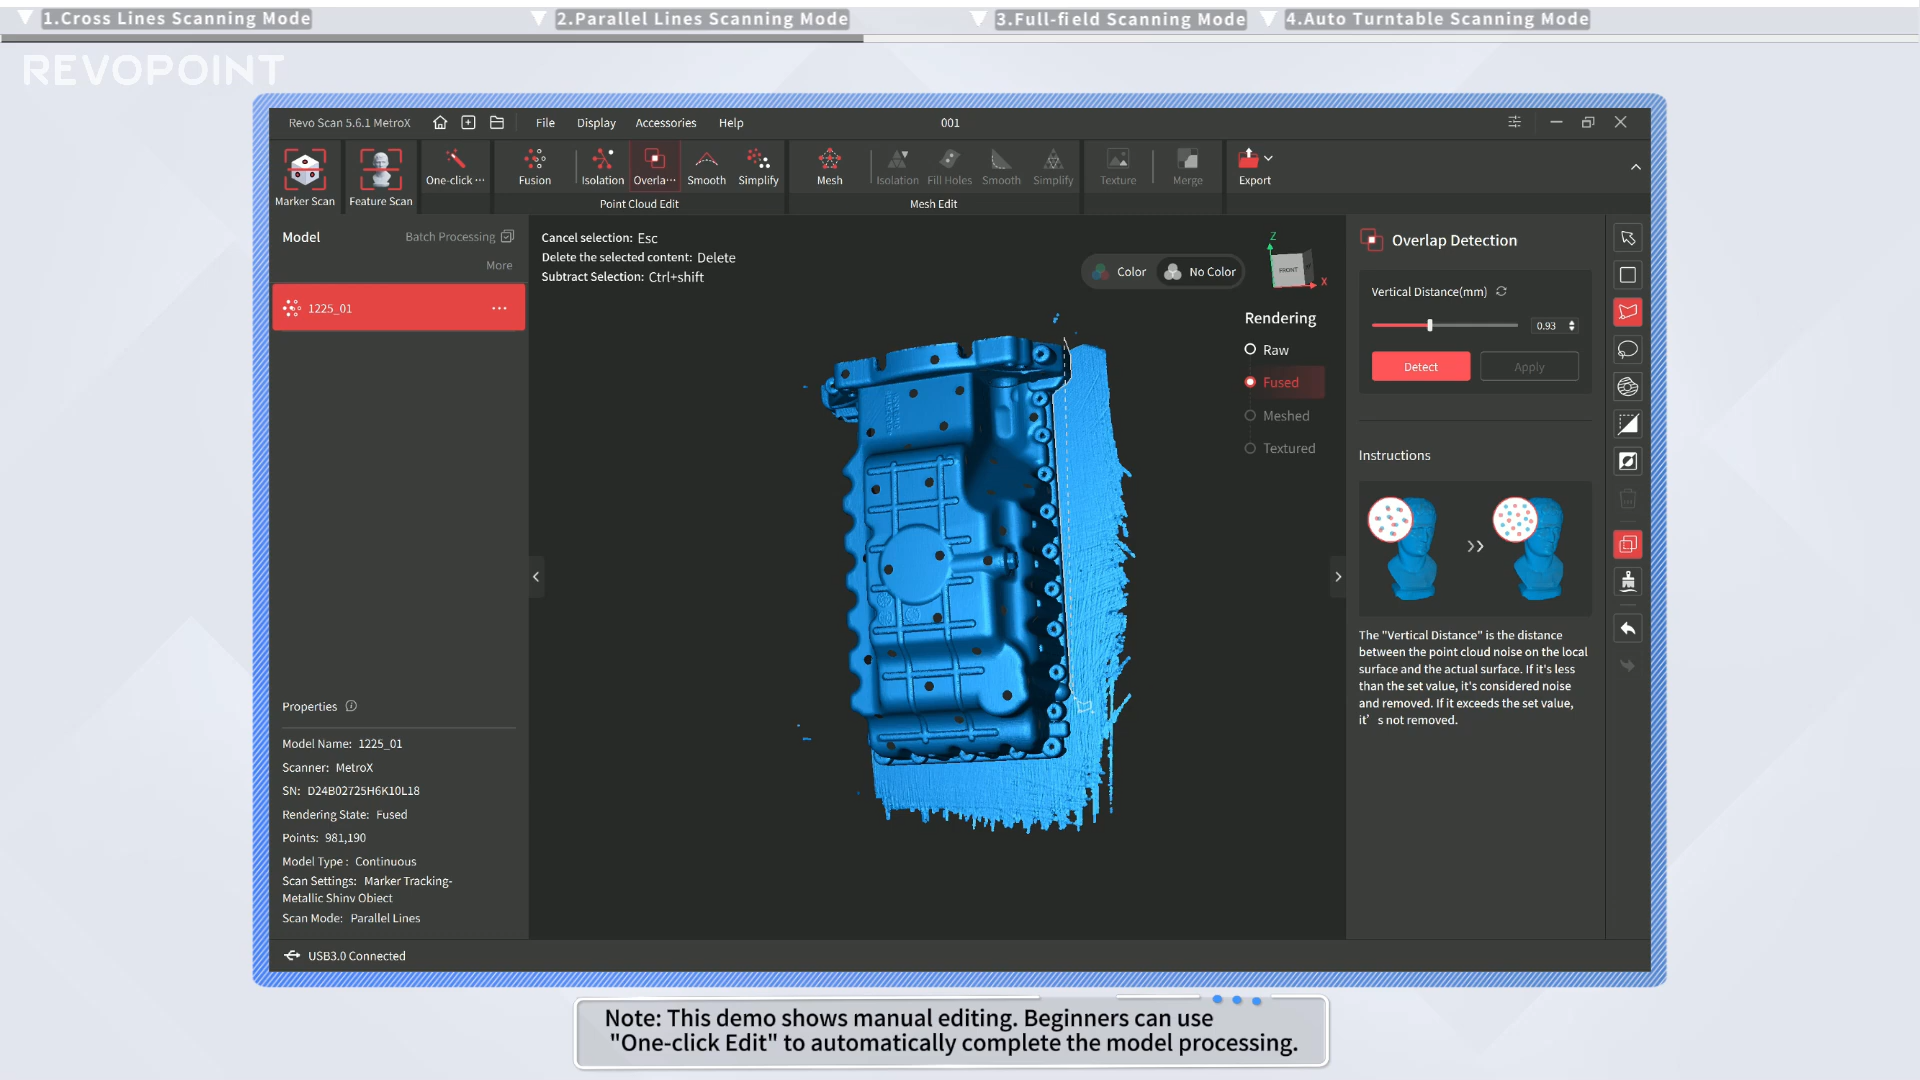 1.Cross Lines Scanning Mode
2.Parallel Lines Scanning Mode
3.Full-field Scanning Mode
4.Auto Turntable Scanning Mode
REVOPOINT
Revo Scan 5.6.1 MetroX
File
Display
Accessories
Help
001
Marker Scan
Feature Scan
One-click ···
Fusion
Isolation
Overla···
Smooth
Simplify
Point Cloud Edit
Mesh
Isolation
Fill Holes
Smooth
Simplify
Mesh Edit
Texture
Merge
Export
Model
Batch Processing
More
1225_01
Cancel selection: Esc
Delete the selected content: Delete
Subtract Selection: Ctrl+shift
Color
No Color
Z
FRONT
X
Rendering
Raw
Fused
Meshed
Textured
Overlap Detection
Vertical Distance(mm)
0.93
Detect
Apply
Instructions
The "Vertical Distance" is the distance
between the point cloud noise on the local
surface and the actual surface. If it's less
than the set value, it's considered noise
and removed. If it exceeds the set value,
it’ s not removed.
Properties
Model Name: 1225_01
Scanner: MetroX
SN: D24B02725H6K10L18
Rendering State: Fused
Points: 981,190
Model Type : Continuous
Scan Settings: Marker Tracking-
Metallic Shiny Object
Scan Mode: Parallel Lines
USB3.0 Connected
Note: This demo shows manual editing. Beginners can use
"One-click Edit" to automatically complete the model processing.